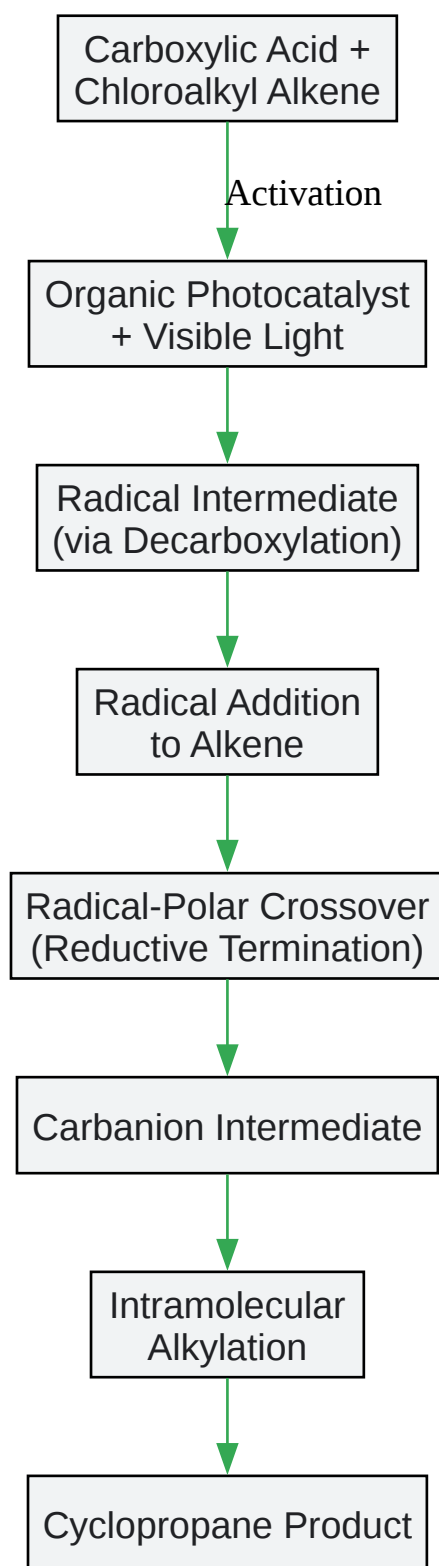 Carboxylic Acid +
Chloroalkyl Alkene
Activation
Organic Photocatalyst
+ Visible Light
Radical Intermediate
(via Decarboxylation)
Radical Addition
to Alkene
Radical-Polar Crossover
(Reductive Termination)
Carbanion Intermediate
Intramolecular
Alkylation
Cyclopropane Product